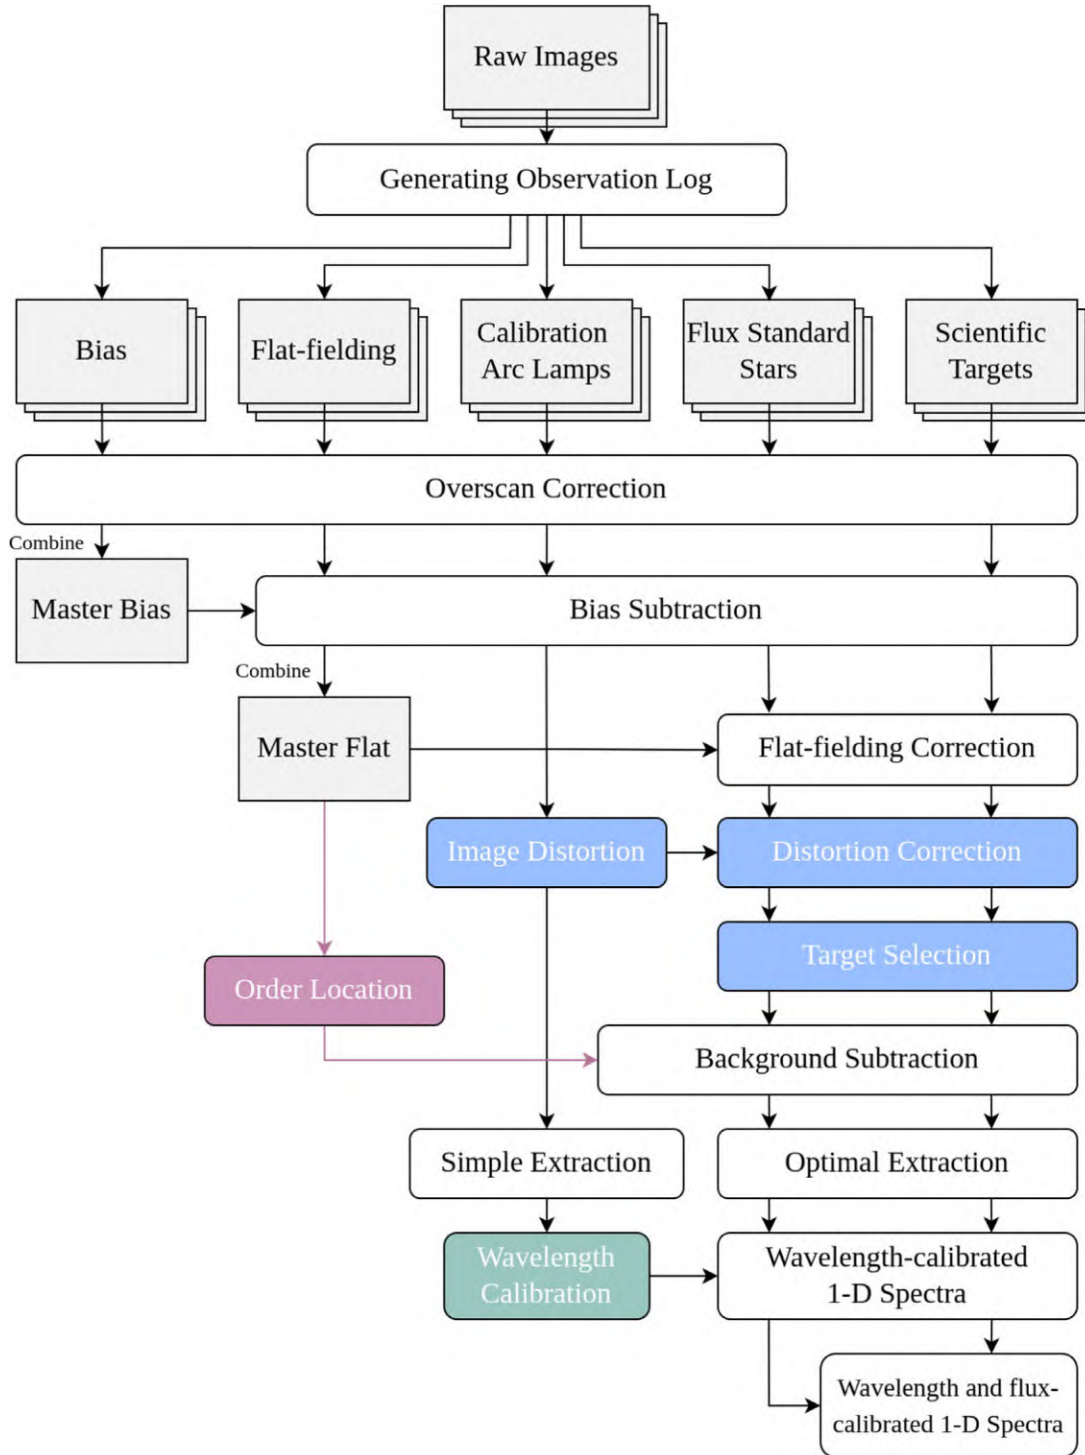 Raw Images
Generating Observation Log
Bias
Flat-fielding
Calibration
Arc Lamps
Flux Standard
Stars
Scientific
Targets
Overscan Correction
Combine
Master Bias
Bias Subtraction
Combine
Master Flat
Flat-fielding Correction
Image Distortion
Distortion Correction
Target Selection
Order Location
Background Subtraction
Simple Extraction
Optimal Extraction
Wavelength
Calibration
Wavelength-calibrated
1-D Spectra
Wavelength and flux-
calibrated 1-D Spectra